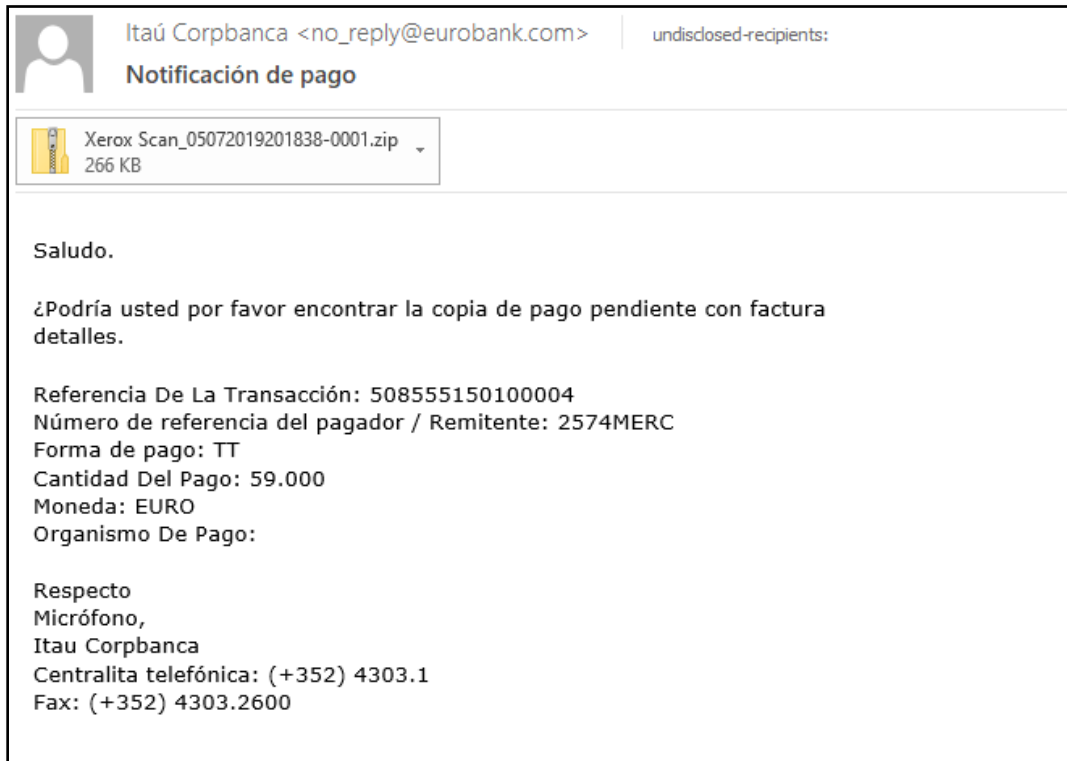 Itaú Corpbanca <no_reply@eurobank.com> undisclosed-recipients:
Notificación de pago
Xerox Scan_05072019201838-0001.zip
266 KB
Saludo.
¿Podría usted por favor encontrar la copia de pago pendiente con factura
detalles.
Referencia De La Transacción: 508555150100004
Número de referencia del pagador / Remitente: 2574MERC
Forma de pago: TT
Cantidad Del Pago: 59.000
Moneda: EURO
Organismo De Pago:
Respecto
Micrófono,
Itau Corpbanca
Centralita telefónica: (+352) 4303.1
Fax: (+352) 4303.2600